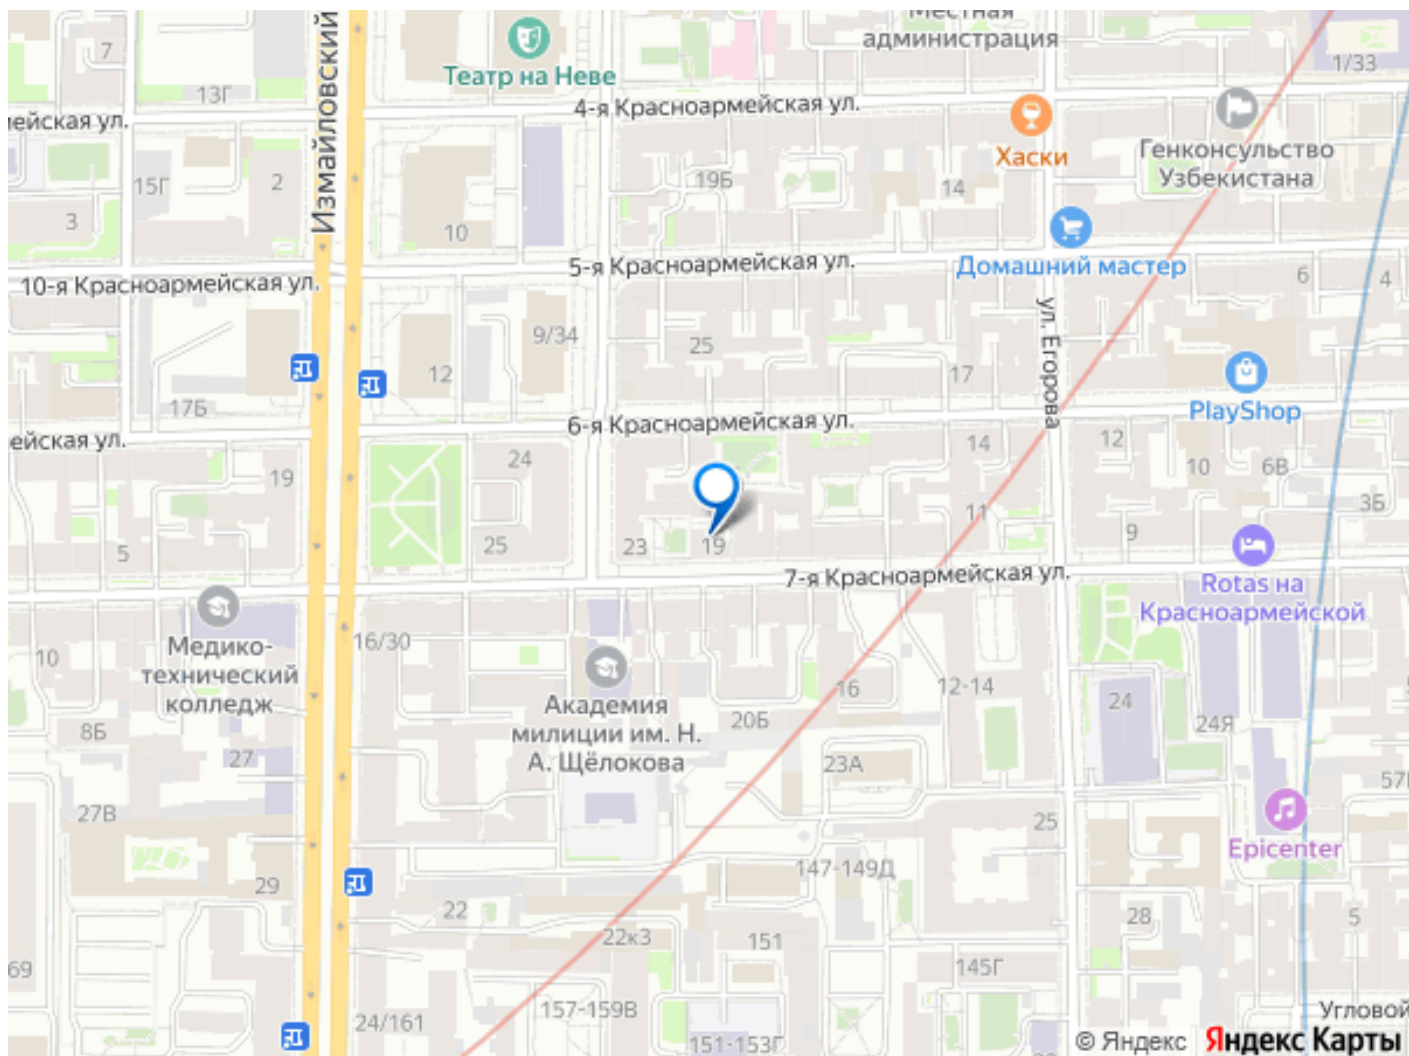 Местная
администрация
7
Театр на Неве
1/33
13Г
4-я Красноармейская ул.
ейская ул.
Измайловский
Хаски
Генконсульство
Узбекистана
15Г
2
19Б
14
3
10
5-я Красноармейская ул.
Домашний мастер
6
4
10-я Красноармейская ул.
ул. Егорова
9/34
25
12
17
17Б
PlayShop
6-я Красноармейская ул.
ейская ул.
14
12
24
10
6В
19
3Б
11
9
5
25
23
19
7-я Красноармейская ул.
Rotas на
Красноармейской
Медико-
технический
колледж
16/30
10
16
12-14
Академия
милиции им. Н.
А. Щёлокова
24
20Б
24Я
8Б
27
23А
57
27В
25
Epicenter
147-149Д
29
22
28
5
22к3
151
69
145Г
157-159В
24/161
Угловой
151-153Г
© Яндекс Яндекс Карты